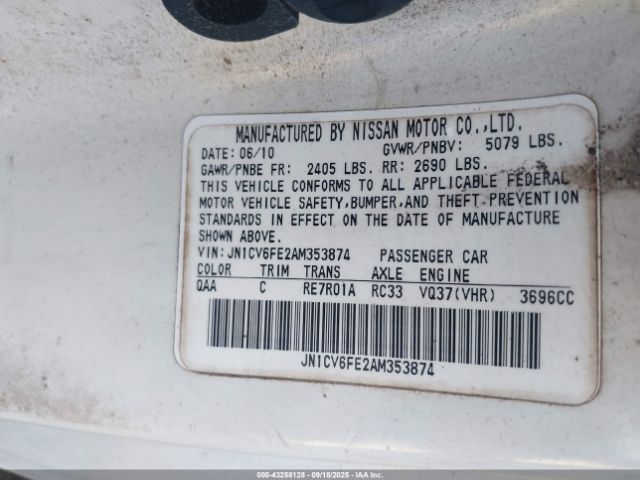 MANUFACTURED BY NISSAN MOTOR CO.,LTD.
DATE: 06/10 GVWR/PNBV: 5079 LBS.
GAWR/PNBE FR: 2405 LBS. RR: 2690 LBS.
THIS VEHICLE CONFORMS TO ALL APPLICABLE FEDERAL
MOTOR VEHICLE SAFETY,BUMPER,AND THEFT PREVENTION
STANDARDS IN EFFECT ON THE DATE OF MANUFACTURE
SHOWN ABOVE.
VIN: JN1CV6FE2AM353874 PASSENGER CAR
COLOR TRIM TRANS AXLE ENGINE
QAA C RE7R01A RC33 VQ37(VHR) 3696CC
JN1CV6FE2AM353874
000-43258128 - 09/18/2025 - IAA, Inc.